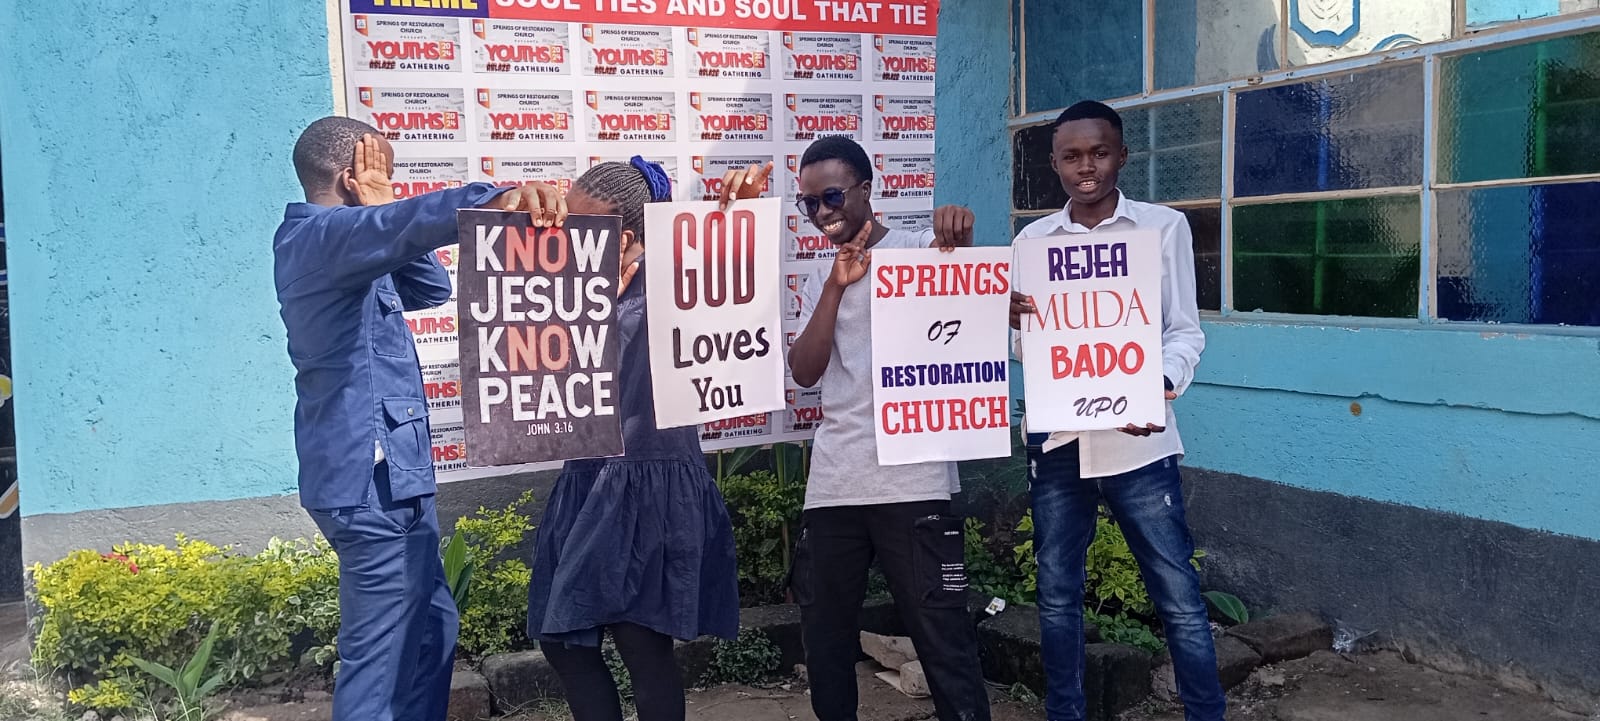 THEME SOUL TIES AND SOUL THAT TIE
SPRINGS OF RESTORATION
CHURCH
PRESENTS
YOUTHS 2024
ABLAZE GATHERING
KNOW
JESUS
KNOW
PEACE
JOHN 3:16
GOD
Loves
You
SPRINGS
OF
RESTORATION
CHURCH
REJEA
MUDA
BADO
UPO